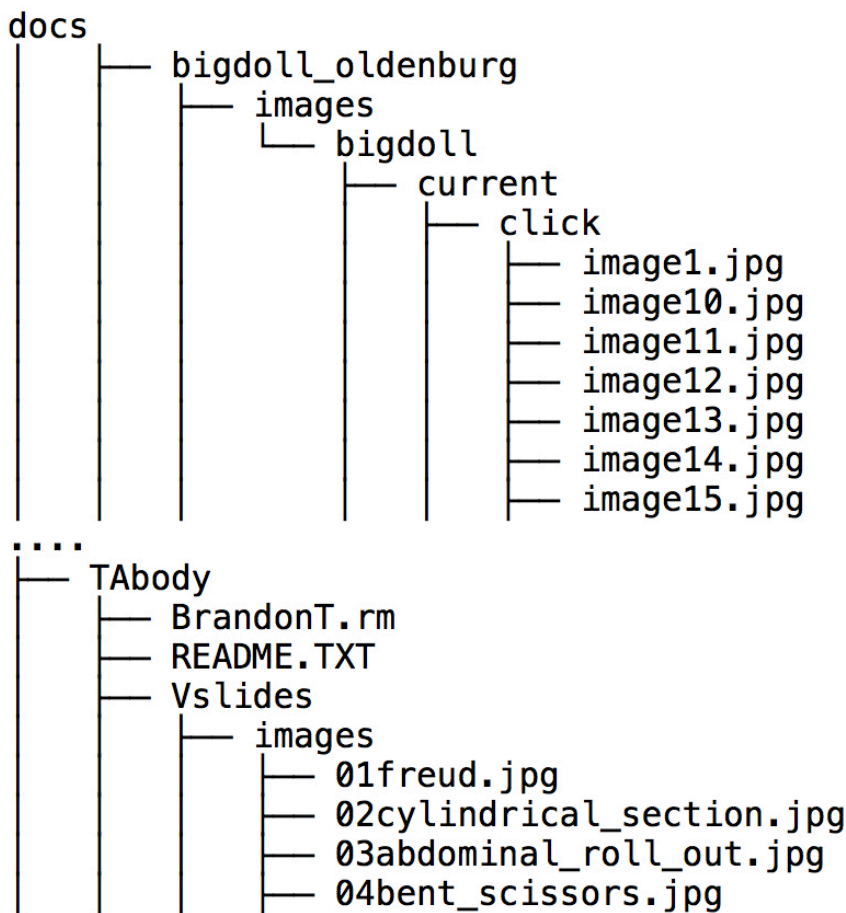 docs
bigdoll_oldenburg
images
bigdoll
current
click
image1.jpg
image10.jpg
image11.jpg
image12.jpg
image13.jpg
image14.jpg
image15.jpg
....
TAbody
BrandonT.rm
README.TXT
Vslides
images
01freud.jpg
02cylindrical_section.jpg
03abdominal_roll_out.jpg
04bent_scissors.jpg